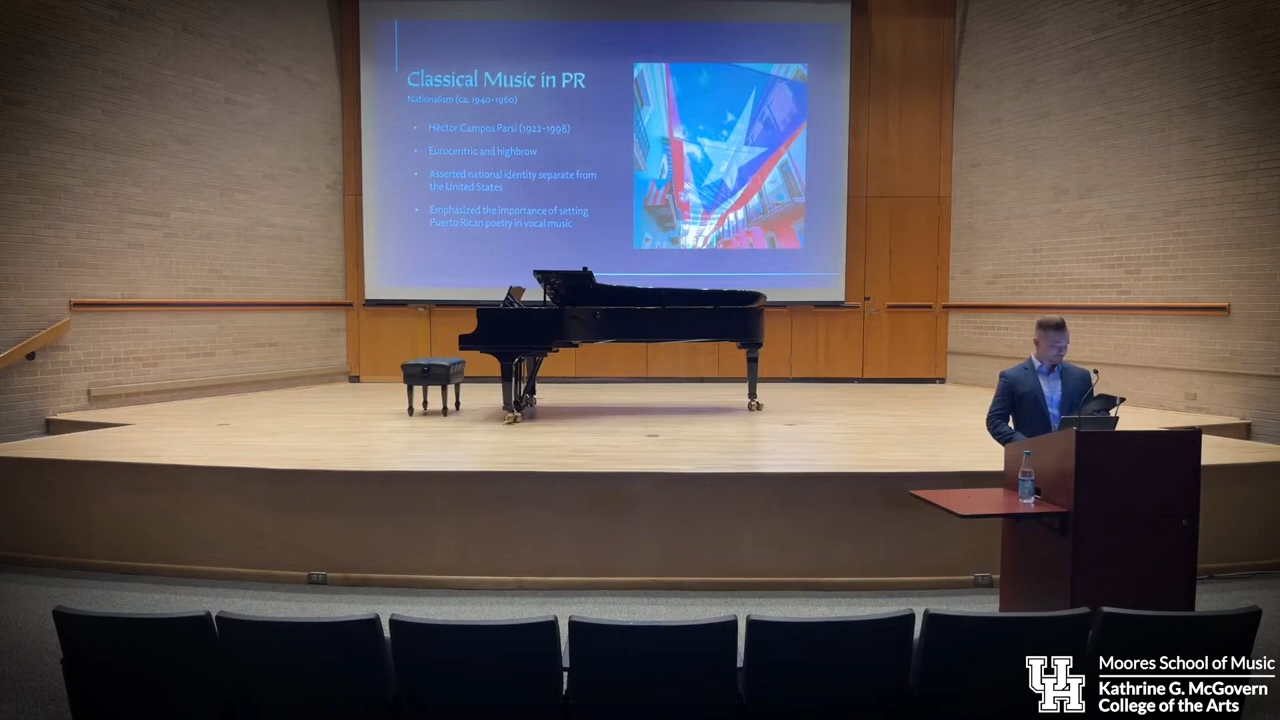 Classical Music in PR
Nationalism (ca. 1940-1960)
• Héctor Campos Parsi (1922-1998)
• Eurocentric and highbrow
• Asserted national identity separate from
the United States
• Emphasized the importance of setting
Puerto Rican poetry in vocal music
UH
Moores School of Music
Kathrine G. McGovern
College of the Arts